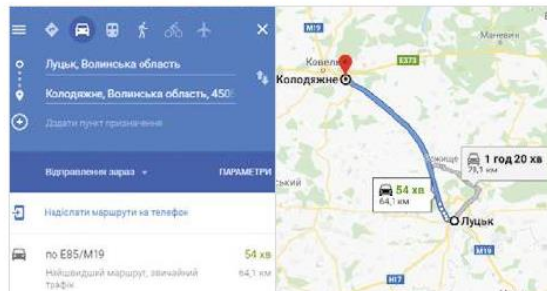 Луцьк, Волинська область
Колодяжне, Волинська область, 450
Додати пункт призначення
Відправлення зараз
ПАРАМЕТРИ
Надіслати маршрути на телефон
по E85/M19
54 хв
Найшвидший маршрут, звичайний
трафік
64,1 км
M19
Маневичі
Ковель
E373
Колодяжне
1 год 20 хв
79,1 км
54 хв
64,1 км
Луцьк
M19
H17